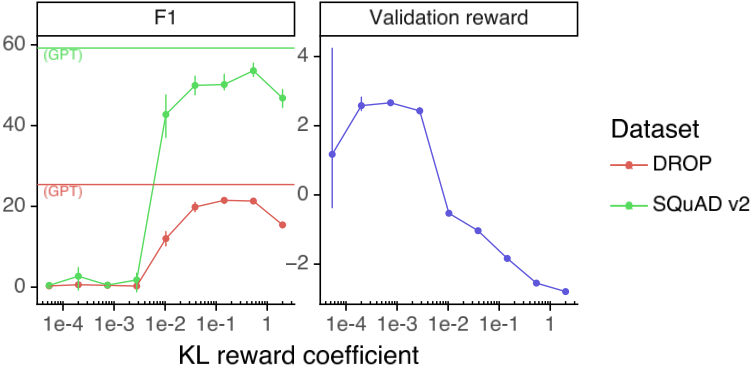 F1
Validation reward
60
40
20
0
(GPT)
(GPT)
4
2
0
−2
1e-4 1e-3 1e-2 1e-1 1
1e-4 1e-3 1e-2 1e-1 1
KL reward coefficient
Dataset
DROP
SQuAD v2